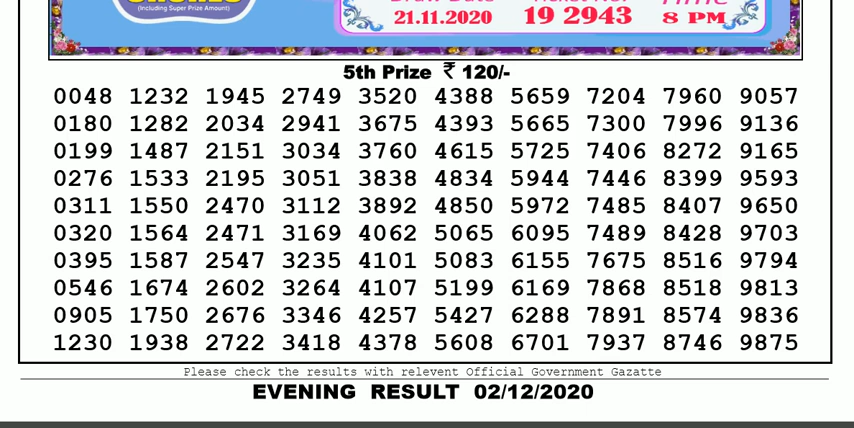 (Including Super Prize Amount)
21.11.2020 19 2943 8 PM
5th Prize ₹ 120/-
0048 1232 1945 2749 3520 4388 5659 7204 7960 9057
0180 1282 2034 2941 3675 4393 5665 7300 7996 9136
0199 1487 2151 3034 3760 4615 5725 7406 8272 9165
0276 1533 2195 3051 3838 4834 5944 7446 8399 9593
0311 1550 2470 3112 3892 4850 5972 7485 8407 9650
0320 1564 2471 3169 4062 5065 6095 7489 8428 9703
0395 1587 2547 3235 4101 5083 6155 7675 8516 9794
0546 1674 2602 3264 4107 5199 6169 7868 8518 9813
0905 1750 2676 3346 4257 5427 6288 7891 8574 9836
1230 1938 2722 3418 4378 5608 6701 7937 8746 9875
Please check the results with relevent Official Government Gazatte
EVENING RESULT 02/12/2020